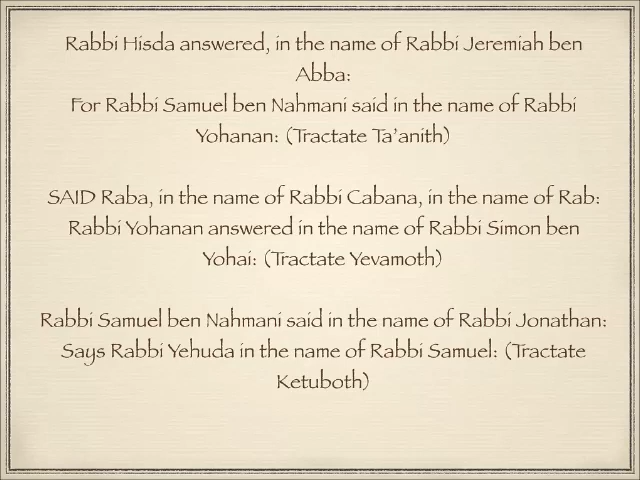 Rabbi Hisda answered, in the name of Rabbi Jeremiah ben
Abba:
For Rabbi Samuel ben Nahmani said in the name of Rabbi
Yohanan: (Tractate Ta'anith)
SAID Raba, in the name of Rabbi Cabana, in the name of Rab:
Rabbi Yohanan answered in the name of Rabbi Simon ben
Yohai: (Tractate Yevamoth)
Rabbi Samuel ben Nahmani said in the name of Rabbi Jonathan:
Says Rabbi Yehuda in the name of Rabbi Samuel: (Tractate
Ketuboth)